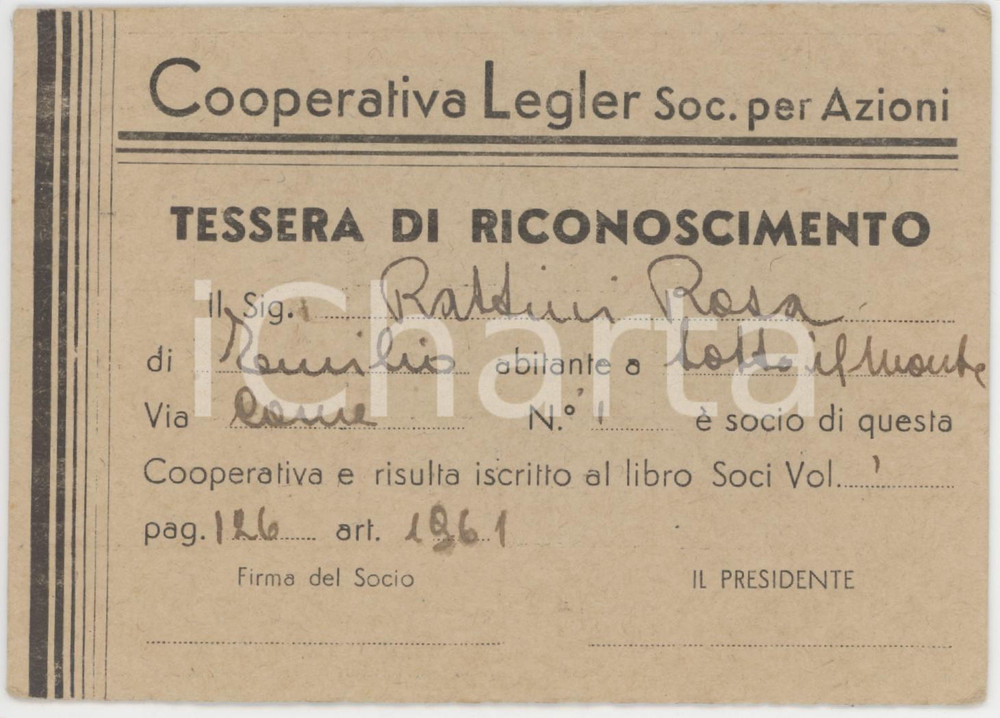 Cooperativa Legler Soc. per Azioni
TESSERA DI RICONOSCIMENTO
Il Sig. Rattini Rosa
di Emilio abitante a Sotto il Monte
Via N.° 1 è socio di questa
Cooperativa e risulta iscritto al libro Soci Vol. 1
pag. 126 art. 1961
Firma del Socio IL PRESIDENTE
iCharta